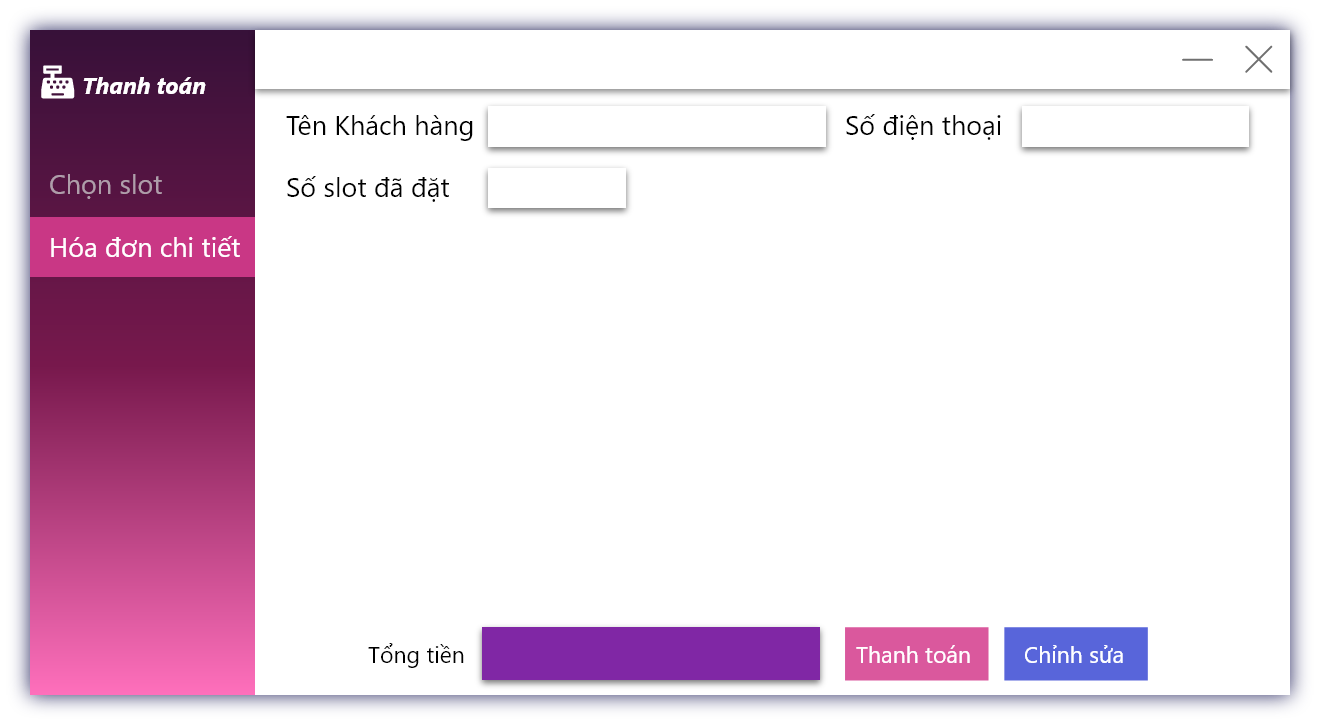 Thanh toán
Chọn slot
Hóa đơn chi tiết
Tên Khách hàng
Số điện thoại
Số slot đã đặt
Tổng tiền
Thanh toán
Chỉnh sửa